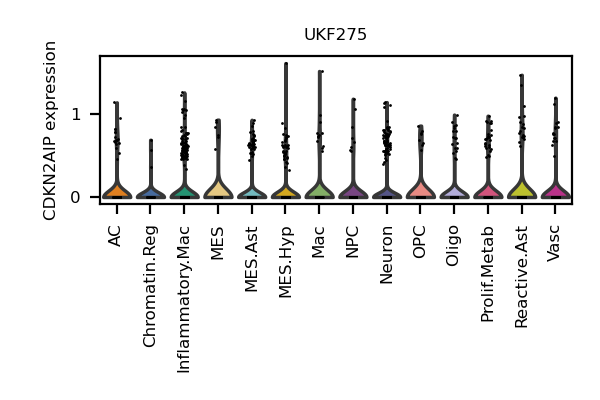 UKF275
CDKN2AIP expression
1
0
AC
Chromatin.Reg
Inflammatory.Mac
MES
MES.Ast
MES.Hyp
Mac
NPC
Neuron
OPC
Oligo
Prolif.Metab
Reactive.Ast
Vasc